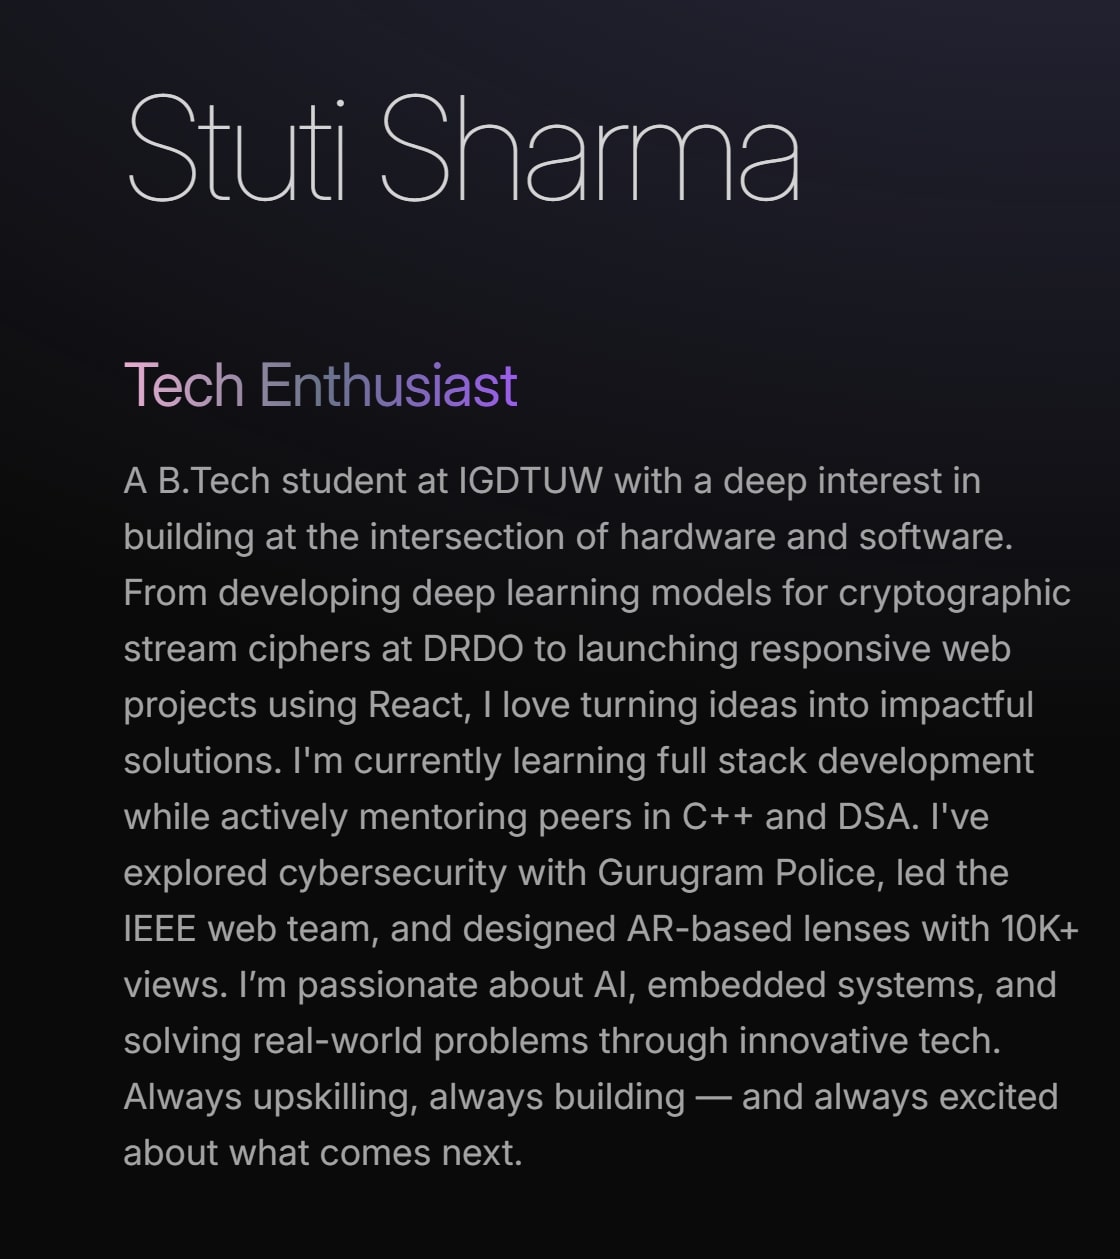 Stuti Sharma
Tech Enthusiast
A B.Tech student at IGDTUW with a deep interest in
building at the intersection of hardware and software.
From developing deep learning models for cryptographic
stream ciphers at DRDO to launching responsive web
projects using React, I love turning ideas into impactful
solutions. I'm currently learning full stack development
while actively mentoring peers in C++ and DSA. I've
explored cybersecurity with Gurugram Police, led the
IEEE web team, and designed AR-based lenses with 10K+
views. I’m passionate about AI, embedded systems, and
solving real-world problems through innovative tech.
Always upskilling, always building — and always excited
about what comes next.